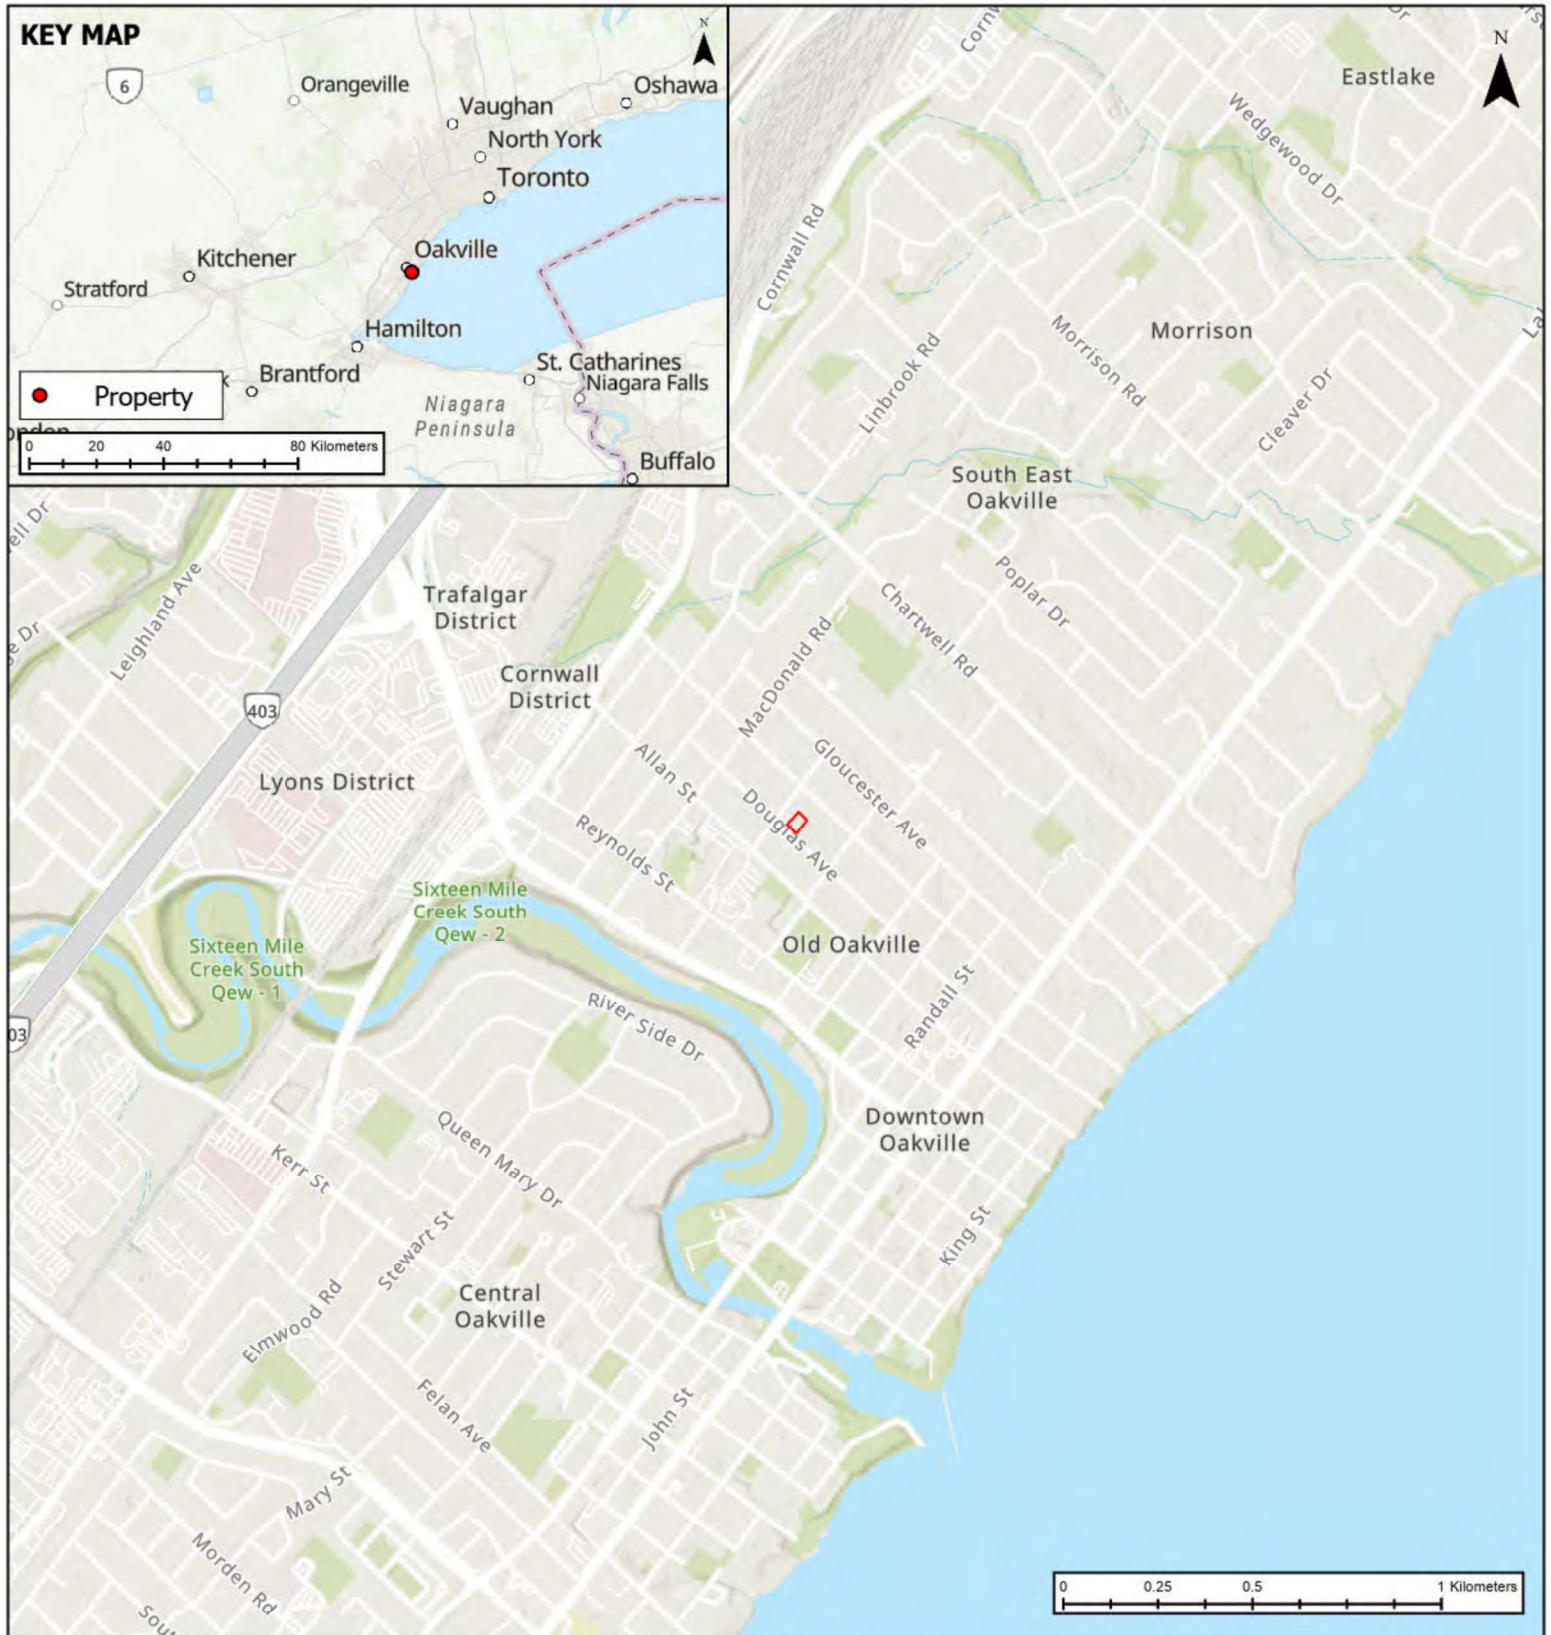 KEY MAP
N
6
Orangeville
Oshawa
Vaughan
North York
Toronto
Oakville
Kitchener
Stratford
Hamilton
St. Catharines
Brantford
Niagara Falls
Property
Niagara
Peninsula
Buffalo
0 20 40 80 Kilometers
N
Eastlake
Wedgewood Dr
Cornwall Rd
Morrison
Morrison Rd
Linbrook Rd
Cleaver Dr
South East
Oakville
Poplar Dr
Chartwell Rd
Leighland Ave
Trafalgar
District
MacDonald Rd
Cornwall
District
403
Allan St
Gloucester Ave
Lyons District
Douglas Ave
Reynolds St
Sixteen Mile
Creek South
Qew - 2
Sixteen Mile
Creek South
Qew - 1
Old Oakville
Randall St
River Side Dr
03
Downtown
Oakville
Queen Mary Dr
Kerr St
King St
Stewart St
Elmwood Rd
Central
Oakville
Felan Ave
John St
Mary St
Morden Rd
0 0.25 0.5 1 Kilometers